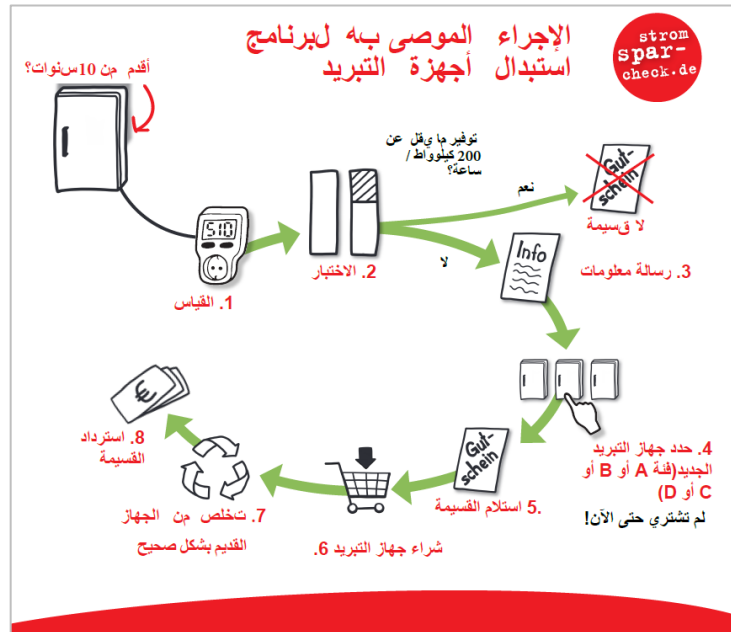 الإجراء الموصى به لبرنامج
استبدال أجهزة التبريد
strom
spar-
check.de
أقدم من 10سنوات؟
510
توفير ما يقل عن
200 كيلوواط /
ساعة؟
نعم
لا
Gut-
schein
لا قسيمة
Info
1. القياس
2. الاختبار
3. رسالة معلومات
4. حدد جهاز التبريد
الجديد(فئة A أو B أو
C أو D)
لم تشتري حتى الآن!
Gut-
schein
5. استلام القسيمة.
شراء جهاز التبريد 6.
7. تخلص من الجهاز
القديم بشكل صحيح
€
8. استرداد
القسيمة